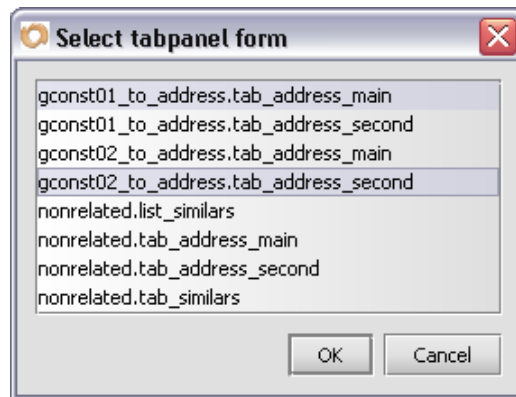 Select tabpanel form
gconst01_to_address.tab_address_main
gconst01_to_address.tab_address_second
gconst02_to_address.tab_address_main
gconst02_to_address.tab_address_second
nonrelated.list_similars
nonrelated.tab_address_main
nonrelated.tab_address_second
nonrelated.tab_similars
OK Cancel